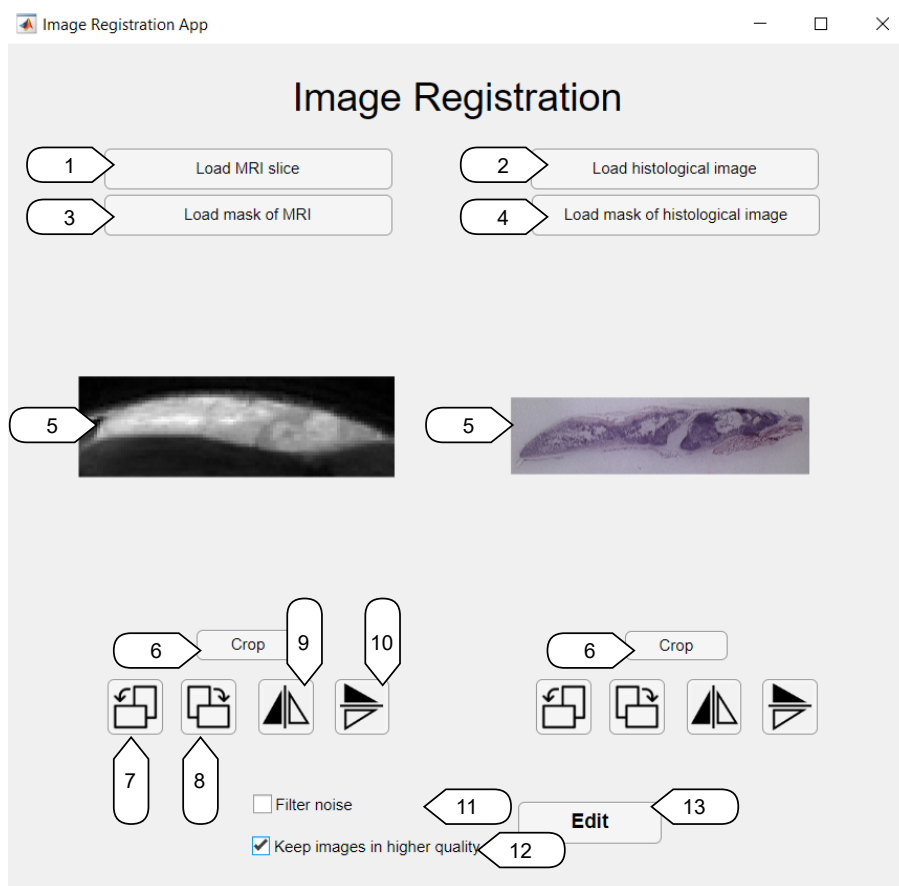 Image Registration App
Image Registration
1 Load MRI slice
2 Load histological image
3 Load mask of MRI
4 Load mask of histological image
5
5
6 Crop
9
10
6 Crop
7
8
Filter noise
11
Edit
13
Keep images in higher quality
12